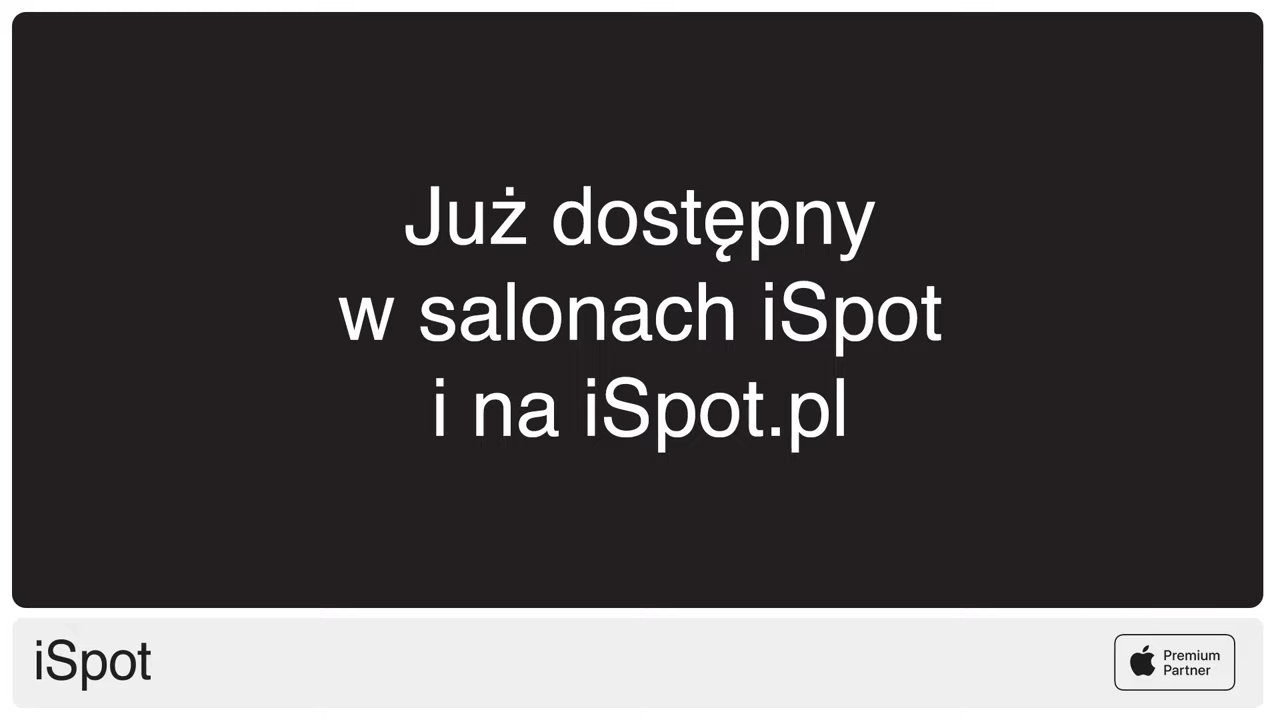 Już dostępny
w salonach iSpot
i na iSpot.pl
iSpot
Premium
Partner